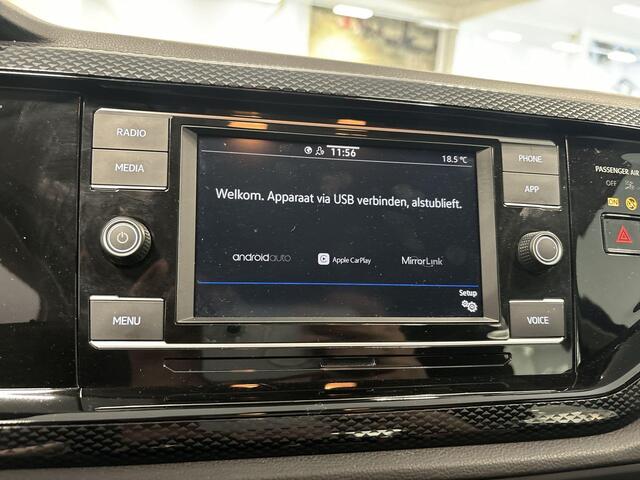 RADIO
MEDIA
MENU
11:56
18.5 °C
Welkom. Apparaat via USB verbinden, alstublieft.
androidauto
Apple CarPlay
MirrorLink
Setup
PHONE
APP
VOICE
PASSENGER AIR
OFF
ON